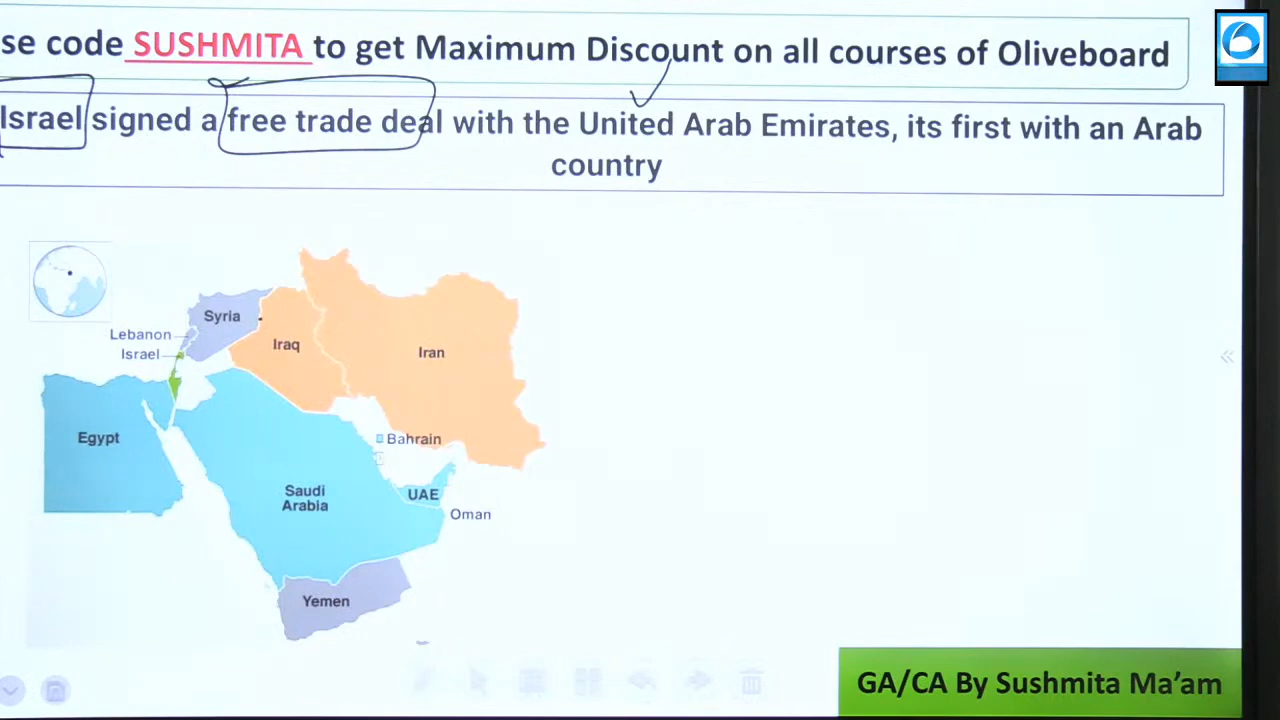 se code SUSHMITA to get Maximum Discount on all courses of Oliveboard
Israel signed a free trade deal with the United Arab Emirates, its first with an Arab
country
Syria
Lebanon
Israel
Iraq
Iran
Egypt
Bahrain
Saudi
Arabia
UAE
Oman
Yemen
GA/CA By Sushmita Ma'am